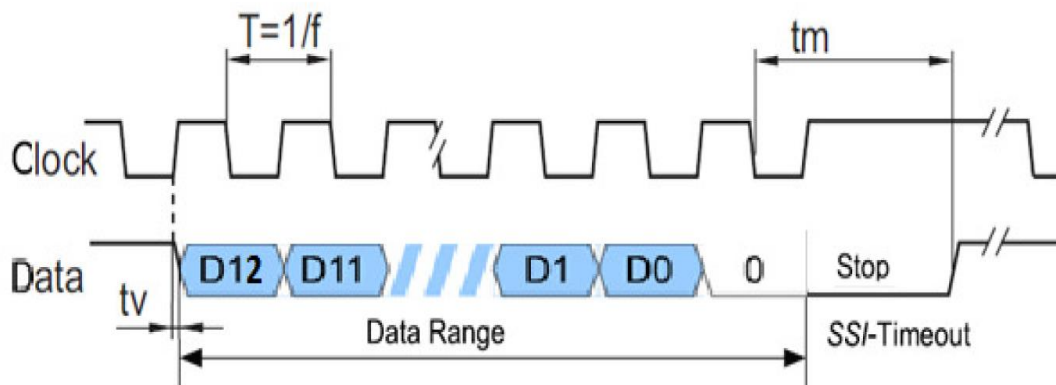 T=1/f
tm
Clock
Data
D12
D11
D1
D0
0
Stop
tv
Data Range
SSI-Timeout